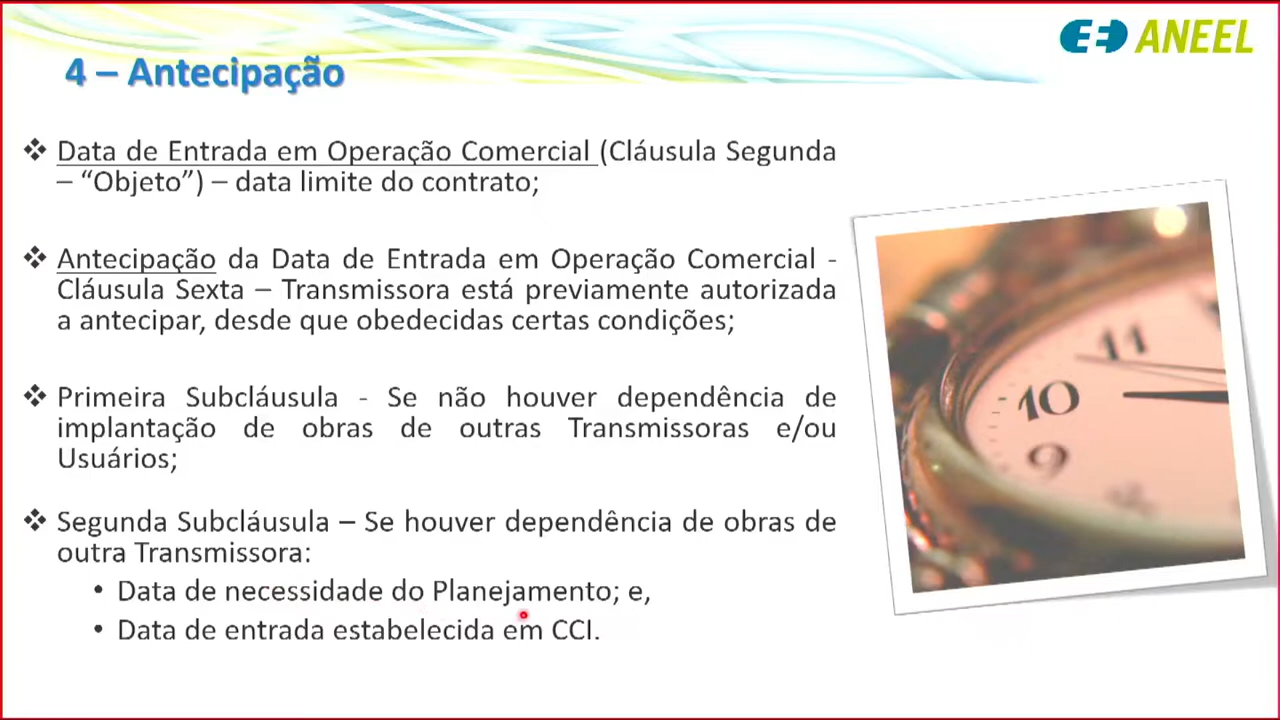 ANEEL
4 – Antecipação
❖ Data de Entrada em Operação Comercial (Cláusula Segunda
– “Objeto”) – data limite do contrato;
❖ Antecipação da Data de Entrada em Operação Comercial -
Cláusula Sexta – Transmissora está previamente autorizada
a antecipar, desde que obedecidas certas condições;
❖ Primeira Subcláusula - Se não houver dependência de
implantação de obras de outras Transmissoras e/ou
Usuários;
❖ Segunda Subcláusula – Se houver dependência de obras de
outra Transmissora:
• Data de necessidade do Planejamento; e,
• Data de entrada estabelecida em CCI.
11
10
9